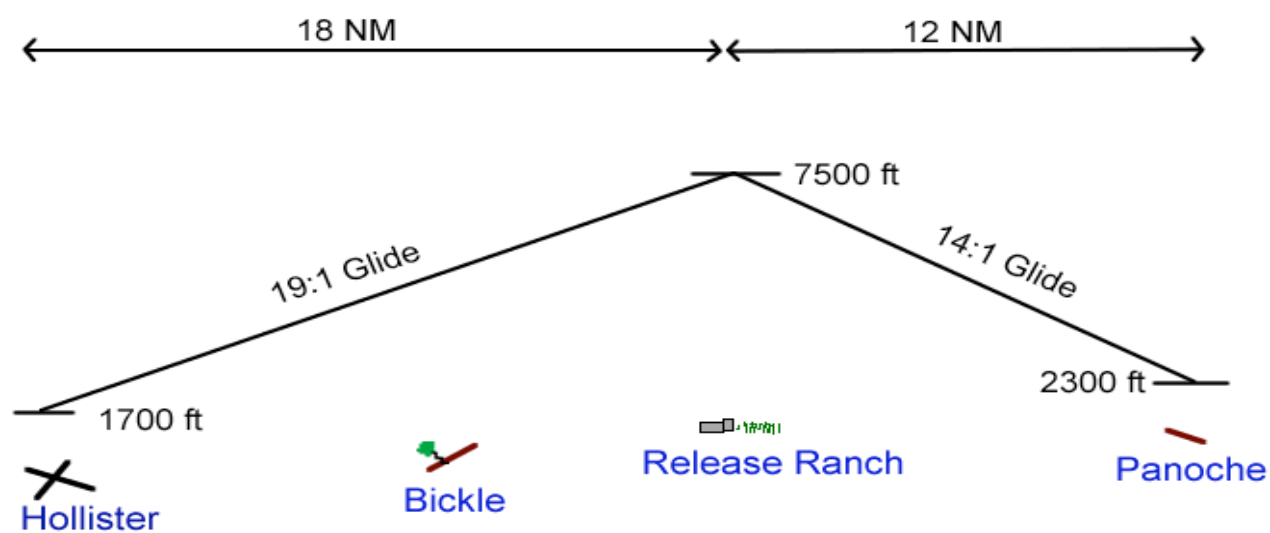 18 NM
12 NM
7500 ft
19:1 Glide
14:1 Glide
2300 ft
1700 ft
Release Ranch
Panoche
Bickle
Hollister